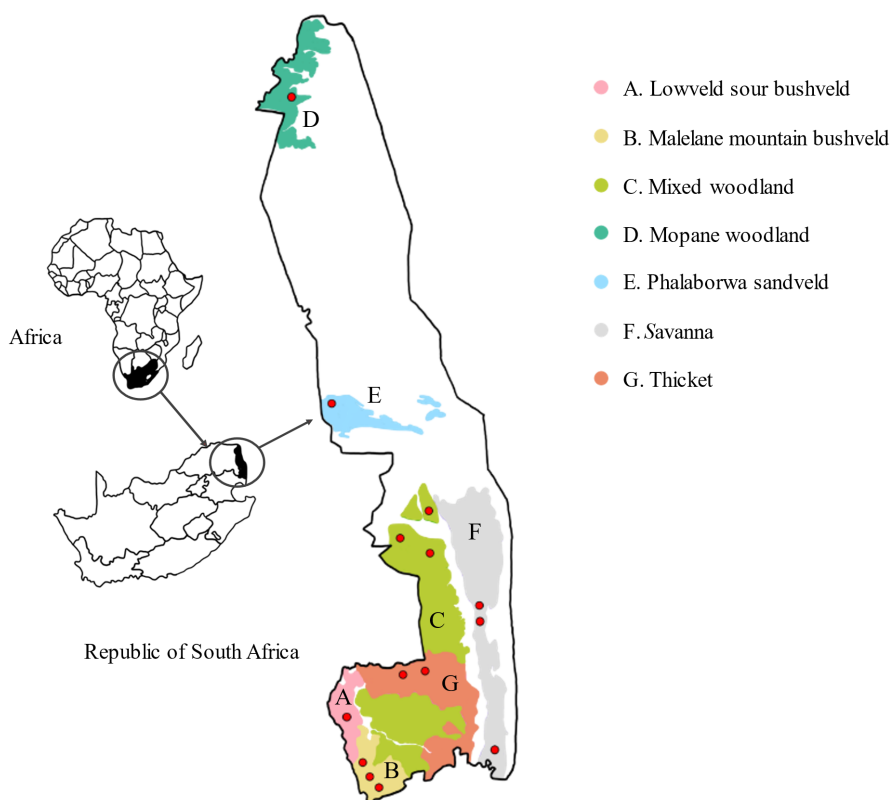 A. Lowveld sour bushveld
B. Malelane mountain bushveld
C. Mixed woodland
D. Mopane woodland
E. Phalaborwa sandveld
F. Savanna
G. Thicket
D
Africa
E
F
C
Republic of South Africa
G
A
B